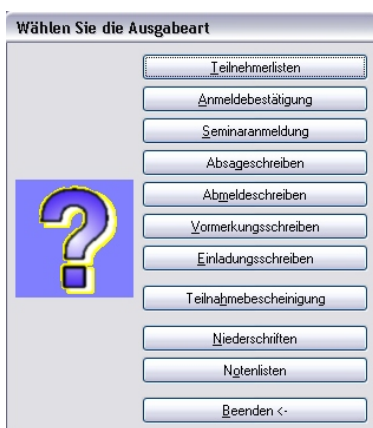 Wählen Sie die Ausgabeart
Teilnehmerlisten
Anmeldebestätigung
Seminaranmeldung
Absageschreiben
Abmeldeschreiben
Vormerkungsschreiben
Einladungsschreiben
Teilnahmebescheinigung
Niederschriften
Notenlisten
Beenden <-